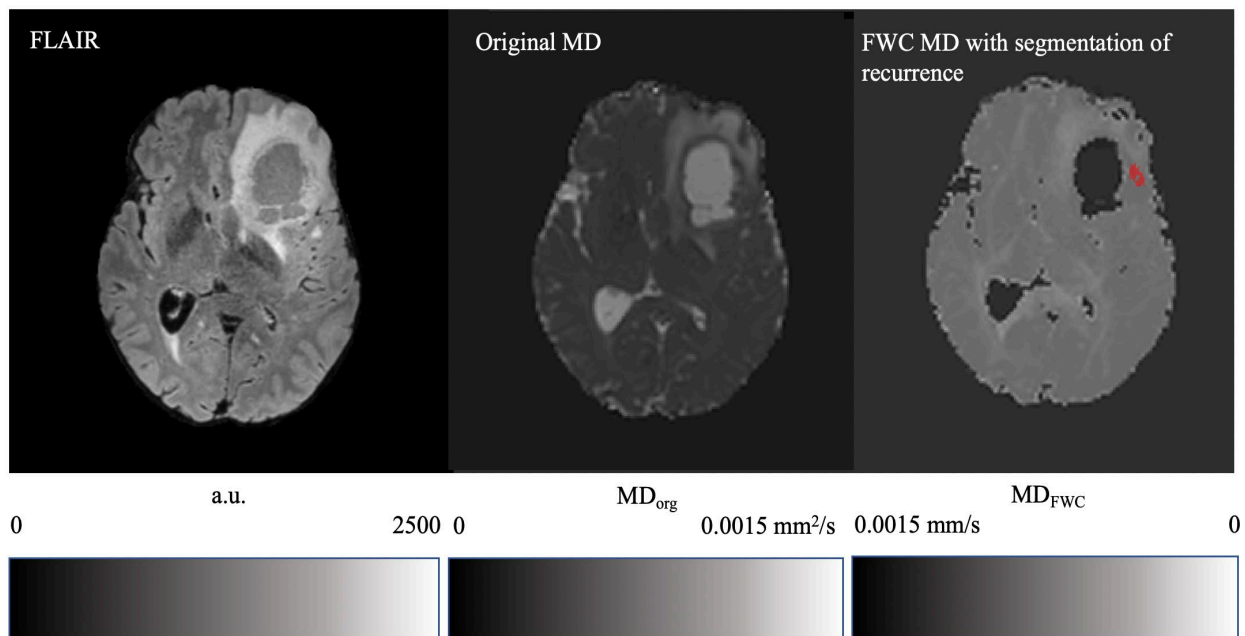 FLAIR
Original MD
FWC MD with segmentation of
recurrence
a.u.
0 2500
MDorg
0 0.0015 mm²/s
MDFWC
0.0015 mm/s 0